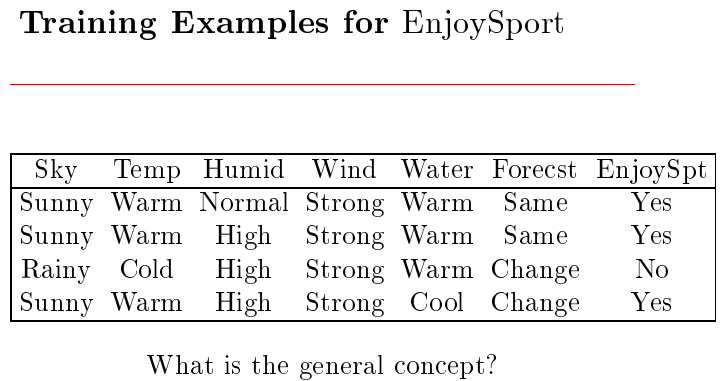 Training Examples for EnjoySport
Sky Temp Humid Wind Water Forecst EnjoySpt
Sunny Warm Normal Strong Warm Same Yes
Sunny Warm High Strong Warm Same Yes
Rainy Cold High Strong Warm Change No
Sunny Warm High Strong Cool Change Yes
What is the general concept?